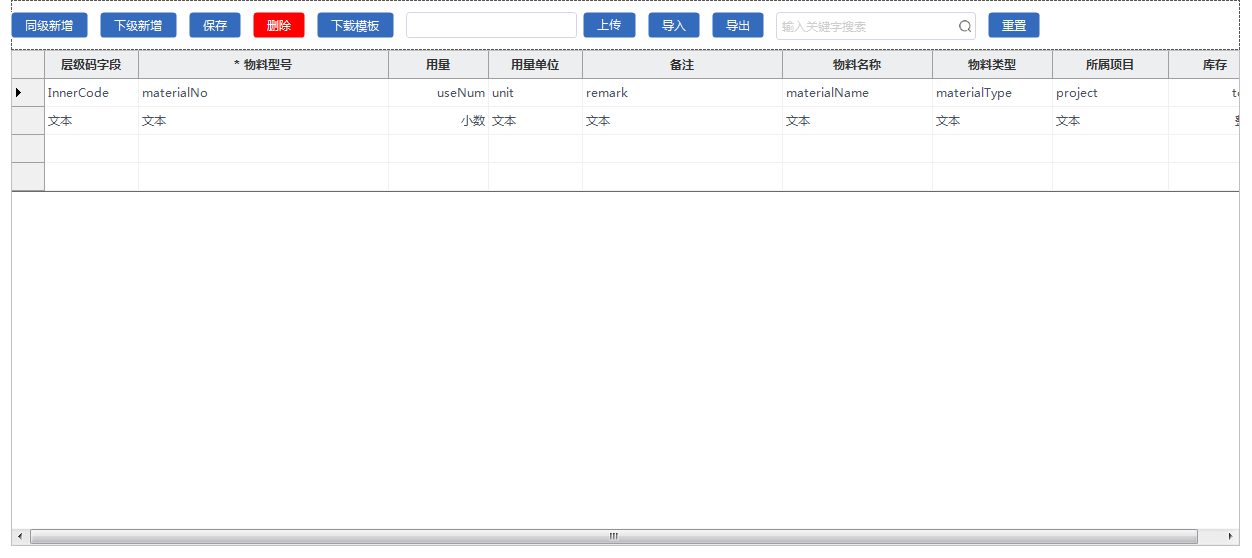 同级新增 下级新增 保存 删除 下载模板 上传 导入 导出 输入关键字搜索 重置
层级码字段 * 物料型号 用量 用量单位 备注 物料名称 物料类型 所属项目 库存
InnerCode materialNo useNum unit remark materialName materialType project
文本 文本 小数 文本 文本 文本 文本 文本